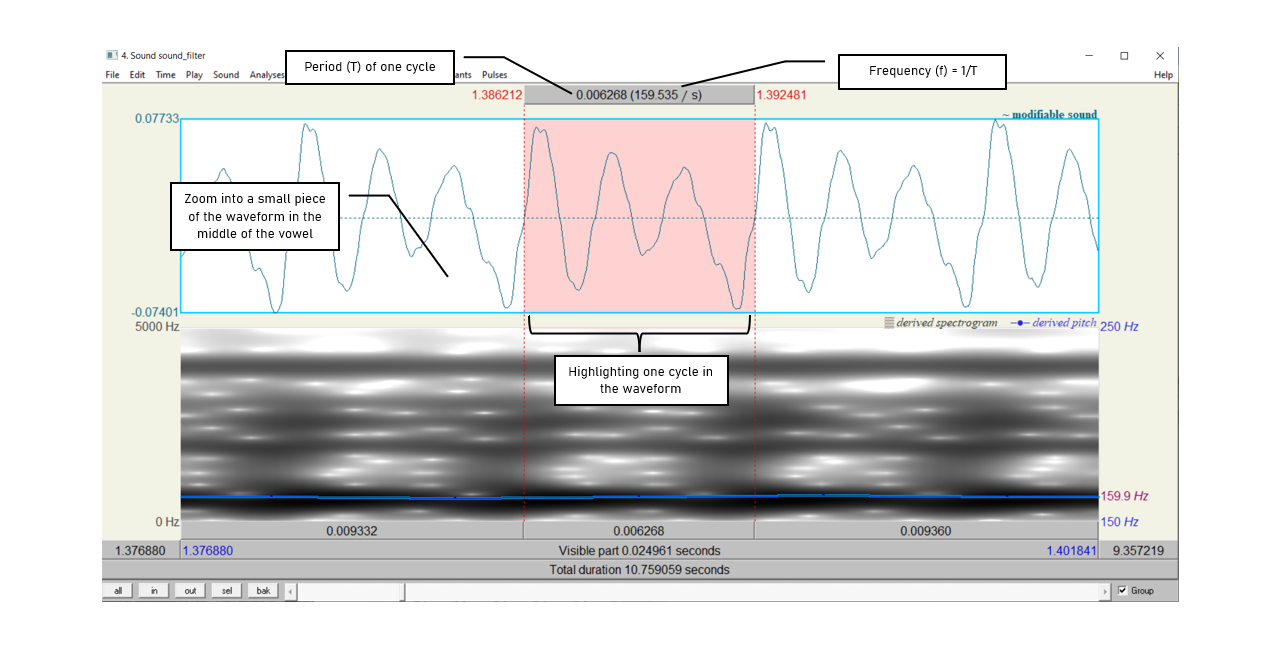 4. Sound sound_filter
Period (T) of one cycle
Frequency (f) = 1/T
File Edit Time Play Sound Analyses
ants Pulses
Help
1.386212
0.006268 (159.535 / s)
1.392481
0.07733
~ modifiable sound
Zoom into a small piece
of the waveform in the
middle of the vowel
-0.07401
5000 Hz
derived spectrogram
derived pitch
250 Hz
Highlighting one cycle in
the waveform
159.9 Hz
0 Hz
150 Hz
0.009332
0.006268
0.009360
1.376880
1.376880
Visible part 0.024961 seconds
1.401841
9.357219
Total duration 10.759059 seconds
all in out sel bak
Group